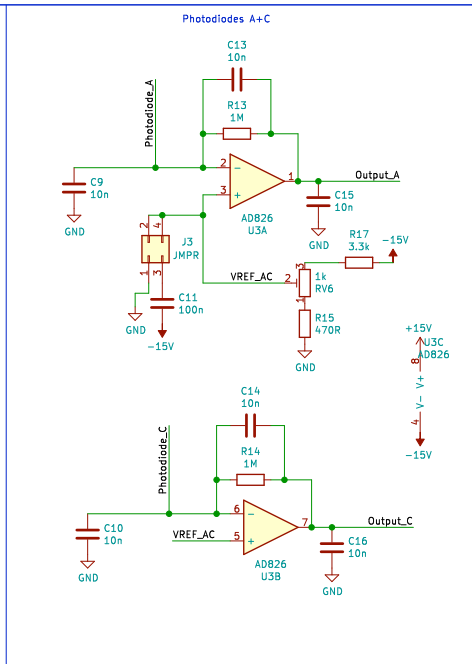 Photodiodes A+C
C13
10n
Photodiode_A
R13
1M
2
3
1
Output_A
C9
10n
GND
AD826
U3A
C15
10n
GND
2
4
J3
JMPR
1
3
R17
3.3k
-15V
VREF_AC
2
3
1
1k
RV6
C11
100n
GND
-15V
R15
470R
GND
+15V
U3C
AD826
8
V+
V-
4
-15V
C14
10n
Photodiode_C
R14
1M
6
5
7
Output_C
C10
10n
GND
VREF_AC
AD826
U3B
C16
10n
GND